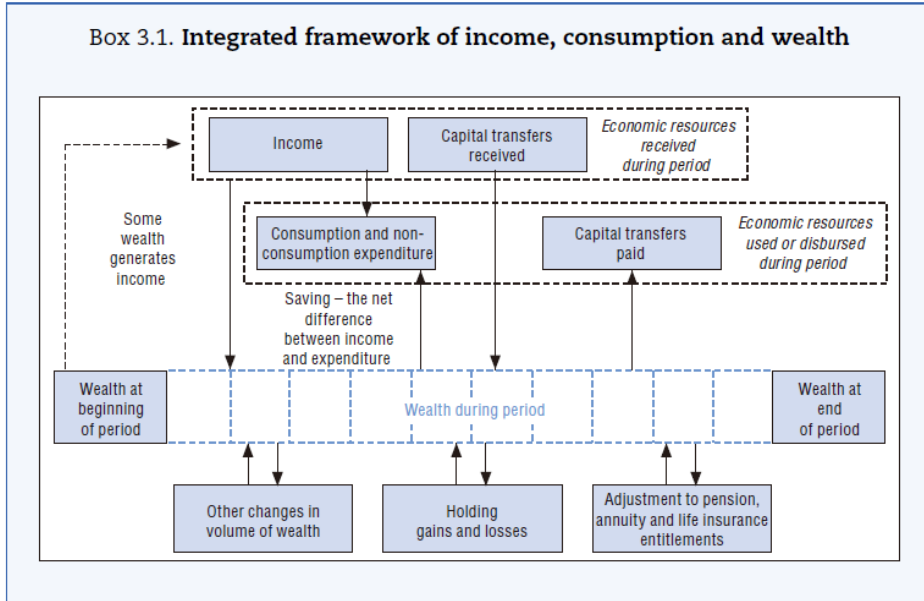 Box 3.1. Integrated framework of income, consumption and wealth
Income
Capital transfers
received
Economic resources
received
during period
Some
wealth
generates
income
Consumption and non-
consumption expenditure
Capital transfers
paid
Economic resources
used or disbursed
during period
Saving – the net
difference
between income
and expenditure
Wealth at
beginning
of period
Wealth during period
Wealth at
end
of period
Other changes in
volume of wealth
Holding
gains and losses
Adjustment to pension,
annuity and life insurance
entitlements